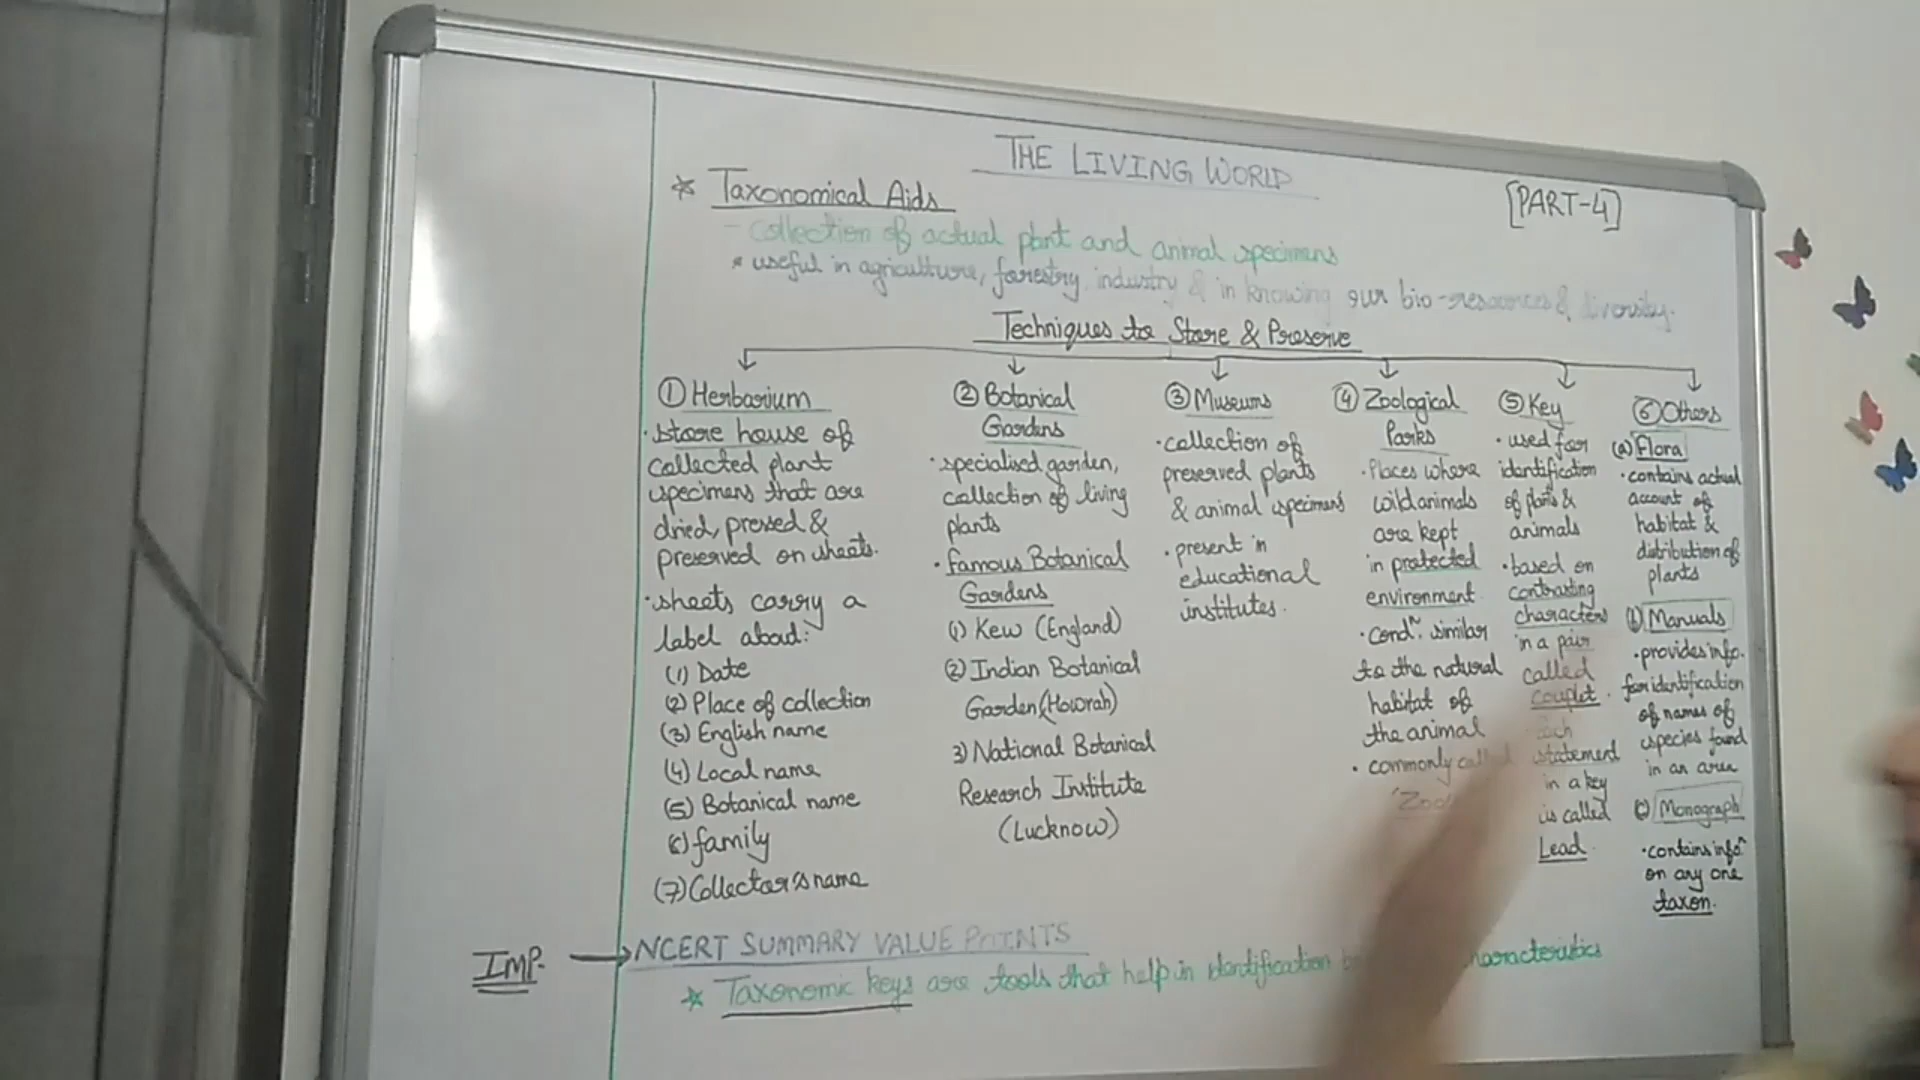 THE LIVING WORLD
[PART-4]
* Taxonomical Aids
- Collection of actual plant and animal specimens
* useful in agriculture, forestry, industry & in knowing our bio-resources & diversity.
Techniques to Store & Preserve
① Herbarium
• store house of
collected plant
specimens that are
dried, pressed &
preserved on sheets.
• sheets carry a
label about:
(1) Date
(2) Place of collection
(3) English name
(4) Local name
(5) Botanical name
(6) family
(7) Collector's name
② Botanical
Gardens
• specialised garden,
collection of living
plants
• famous Botanical
Gardens
(1) Kew (England)
(2) Indian Botanical
Garden (Howrah)
3) National Botanical
Research Institute
(Lucknow)
③ Museums
• collection of
preserved plants
& animal specimens
• present in
educational
institutes.
④ Zoological
Parks
• Places where
wild animals
are kept
in protected
environment
• Condⁿ. similar
to the natural
habitat of
the animal
• commonly called
⑤ Key
• used for
identification
of plants &
animals
• based on
contrasting
characters
in a pair
called
couplet.
statement
in a key
is called
Lead
⑥ Others
(a) Flora
• contains actual
account of
habitat &
distribution of
plants
(b) Manuals
• provides info.
for identification
of names of
species found
in an area
(c) Monograph
• contains infoⁿ
on any one
taxon.
IMP. → NCERT SUMMARY VALUE POINTS
* Taxonomic keys are tools that help in identification characteristics